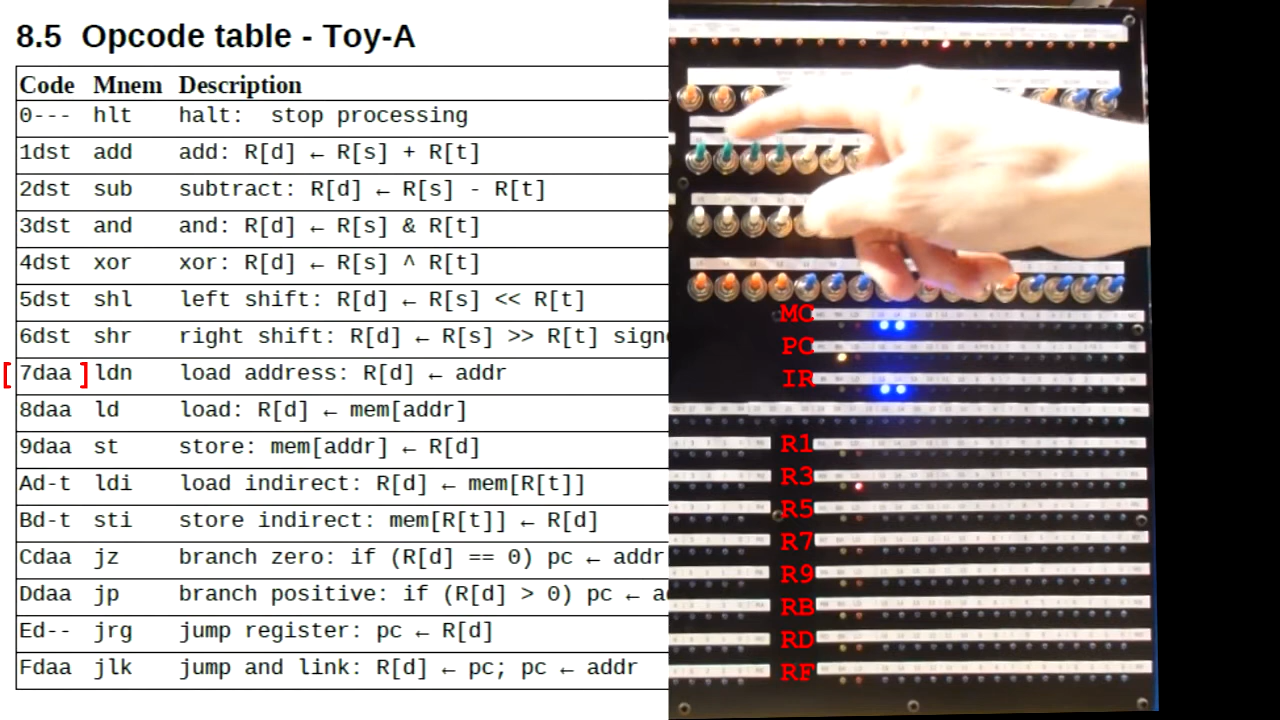 8.5 Opcode table - Toy-A
Code Mnem Description
0--- hlt halt: stop processing
1dst add add: R[d] ← R[s] + R[t]
2dst sub subtract: R[d] ← R[s] - R[t]
3dst and and: R[d] ← R[s] & R[t]
4dst xor xor: R[d] ← R[s] ^ R[t]
5dst shl left shift: R[d] ← R[s] << R[t]
6dst shr right shift: R[d] ← R[s] >> R[t] sign
[7daa] ldn load address: R[d] ← addr
8daa ld load: R[d] ← mem[addr]
9daa st store: mem[addr] ← R[d]
Ad-t ldi load indirect: R[d] ← mem[R[t]]
Bd-t sti store indirect: mem[R[t]] ← R[d]
Cdaa jz branch zero: if (R[d] == 0) pc ← addr
Ddaa jp branch positive: if (R[d] > 0) pc ← a
Ed-- jrg jump register: pc ← R[d]
Fdaa jlk jump and link: R[d] ← pc; pc ← addr
MC
PC
IR
R1
R3
R5
R7
R9
RB
RD
RF